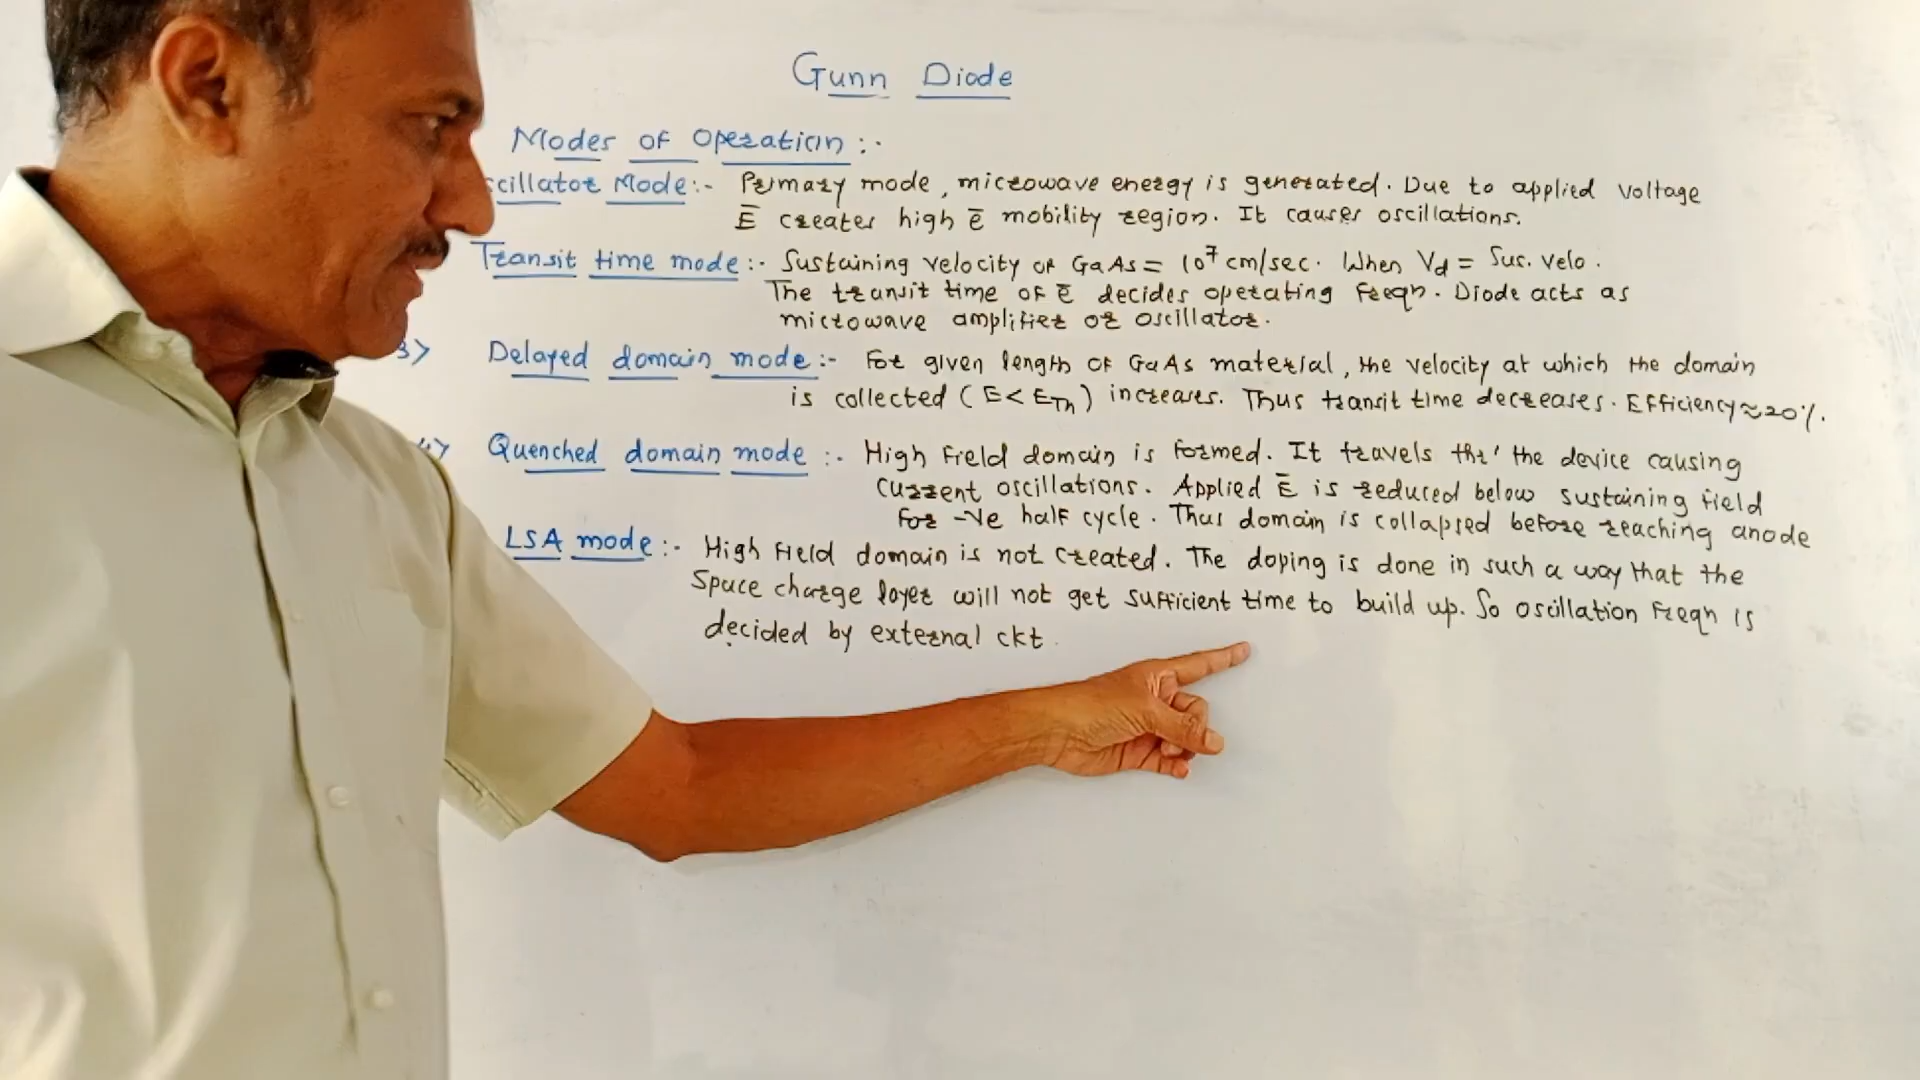 Gunn Diode
Modes of Operation :-
scillator Mode:- Primary mode, microwave energy is generated. Due to applied voltage
E̅ creates high e̅ mobility region. It causes oscillations.
Transit time mode:- Sustaining velocity of GaAs = 10⁷ cm/sec. When Vd = Sus. velo.
The transit time of e̅ decides operating freqn. Diode acts as
microwave amplifier or oscillator.
3> Delayed domain mode:- For given length of GaAs material, the velocity at which the domain
is collected (E < ETh) increases. Thus transit time decreases. Efficiency ≈ 20%.
4> Quenched domain mode :- High Field domain is formed. It travels thr' the device causing
current oscillations. Applied E̅ is reduced below sustaining field
for -Ve half cycle. Thus domain is collapsed before reaching anode
LSA mode:- High Field domain is not created. The doping is done in such a way that the
Space charge layer will not get sufficient time to build up. So oscillation freqn is
decided by external ckt.